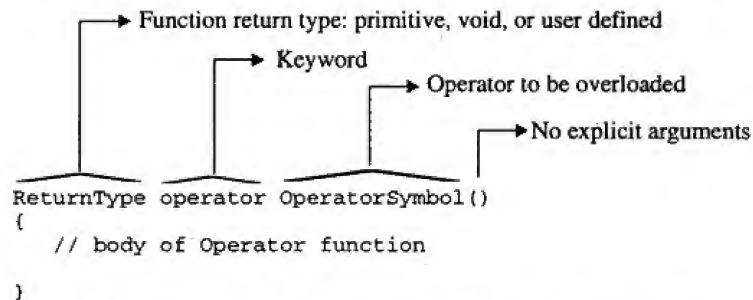 Function return type: primitive, void, or user defined
Keyword
Operator to be overloaded
No explicit arguments
ReturnType operator OperatorSymbol()
{
// body of Operator function
}